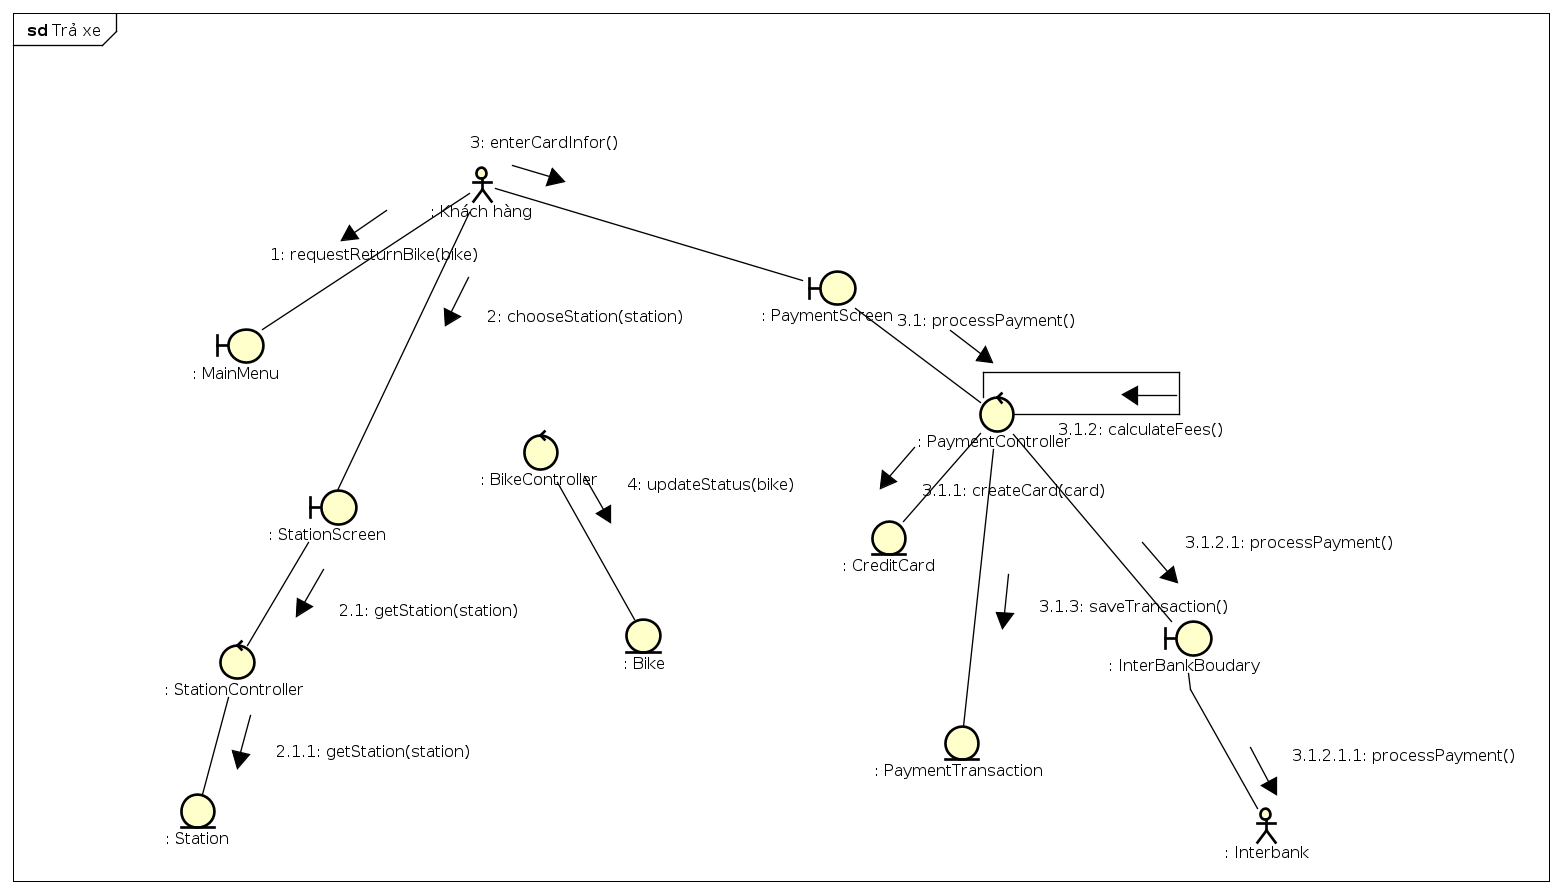 sd Trả xe
3: enterCardInfor()
: Khách hàng
1: requestReturnBike(bike)
2: chooseStation(station)
: PaymentScreen
3.1: processPayment()
: MainMenu
3.1.2: calculateFees()
: PaymentController
: BikeController
4: updateStatus(bike)
3.1.1: createCard(card)
: StationScreen
3.1.2.1: processPayment()
: CreditCard
2.1: getStation(station)
3.1.3: saveTransaction()
: Bike
: InterBankBoudary
: StationController
2.1.1: getStation(station)
3.1.2.1.1: processPayment()
: PaymentTransaction
: Station
: Interbank